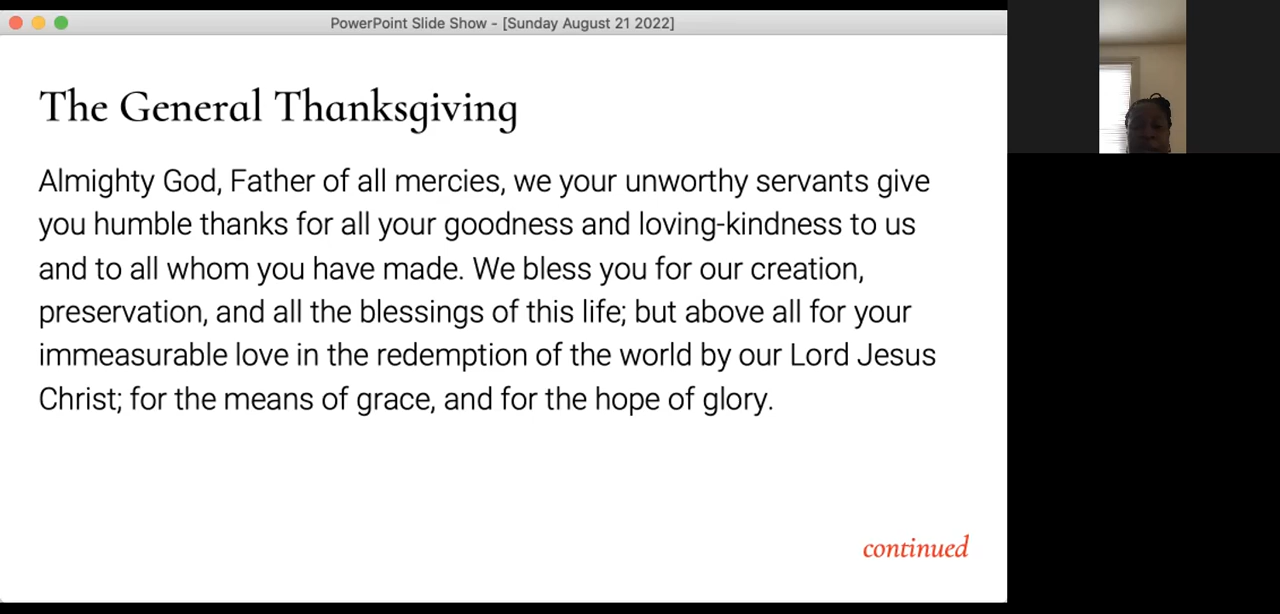 PowerPoint Slide Show - [Sunday August 21 2022]
The General Thanksgiving
Almighty God, Father of all mercies, we your unworthy servants give
you humble thanks for all your goodness and loving-kindness to us
and to all whom you have made. We bless you for our creation,
preservation, and all the blessings of this life; but above all for your
immeasurable love in the redemption of the world by our Lord Jesus
Christ; for the means of grace, and for the hope of glory.
continued